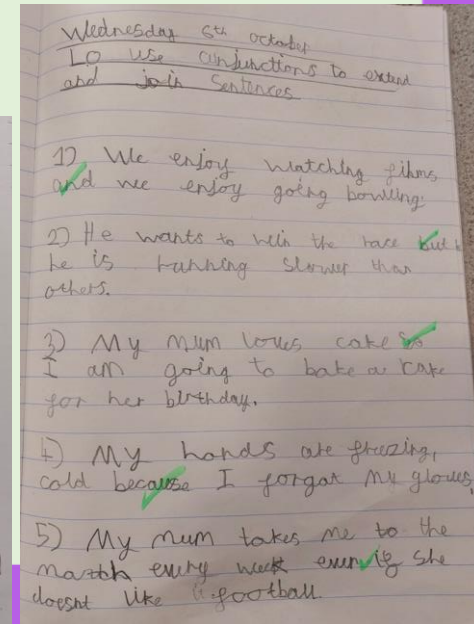 Wednesday 6th october
LO use conjunctions to extend
and join sentences
1) We enjoy watching films
and we enjoy going bowling.
2) He wants to win the race but
he is running slower than
others.
3) My mum loves cake so
I am going to bake a cake
for her birthday.
4) My hands are freezing,
cold because I forgot my gloves.
5) My mum takes me to the
match every week even if she
doesnt like football.